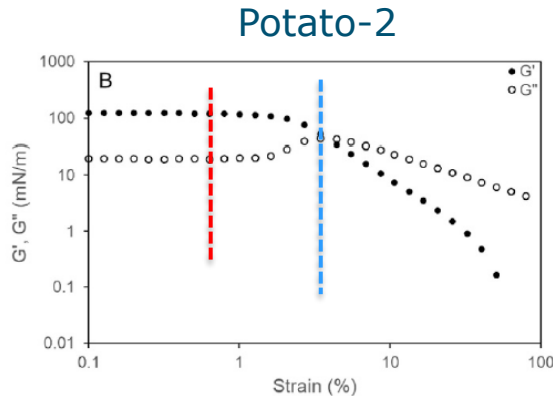 Potato-2
B
G'
G"
1000
100
10
1
0.1
0.01
G', G" (mN/m)
0.1
1
10
100
Strain (%)